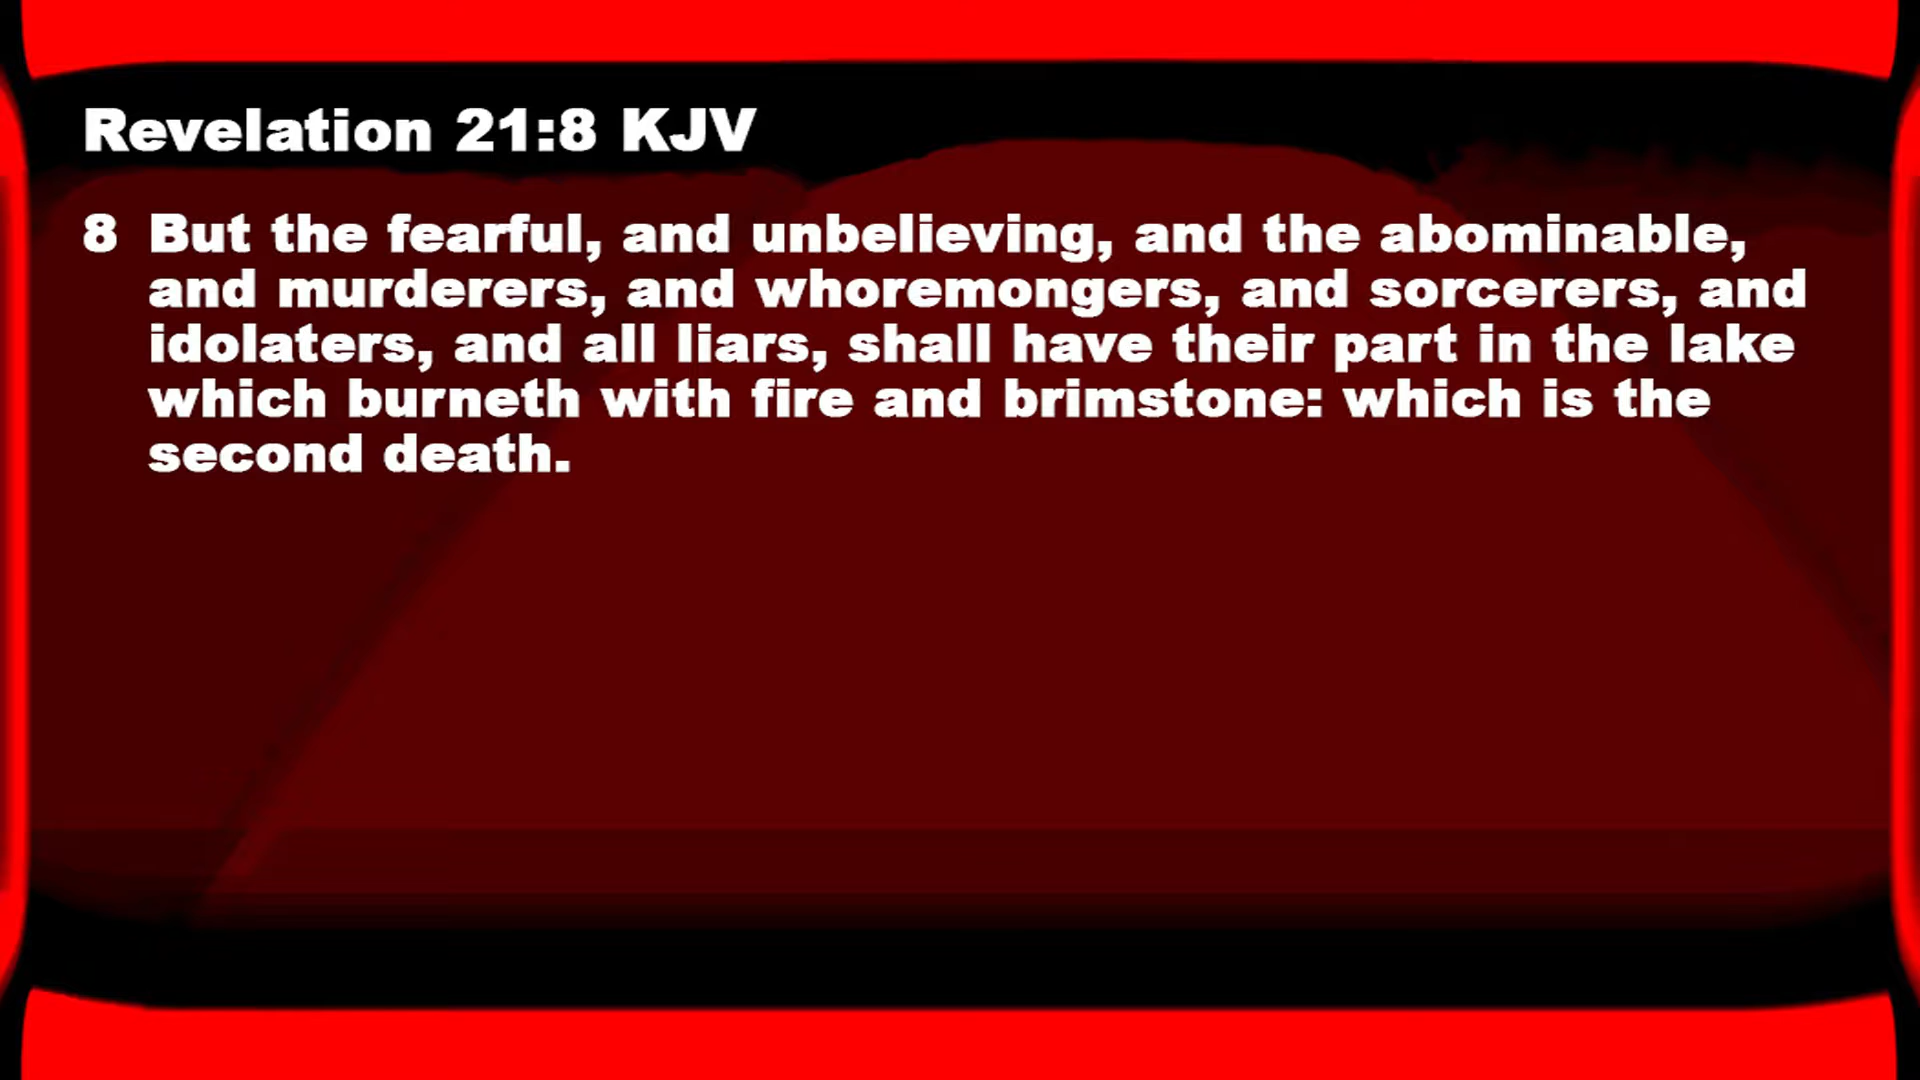 Revelation 21:8 KJV
8 But the fearful, and unbelieving, and the abominable,
and murderers, and whoremongers, and sorcerers, and
idolaters, and all liars, shall have their part in the lake
which burneth with fire and brimstone: which is the
second death.